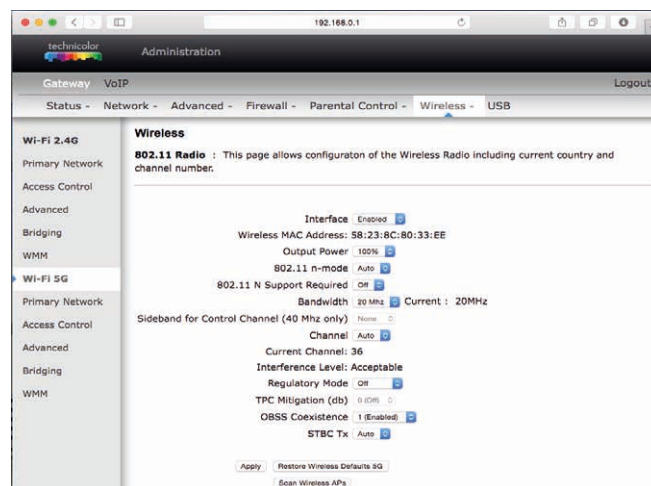 192.168.0.1
technicolor
Administration
Gateway VoIP Logout
Status - Network - Advanced - Firewall - Parental Control - Wireless - USB
Wi-Fi 2.4G
Primary Network
Access Control
Advanced
Bridging
WMM
Wi-Fi 5G
Primary Network
Access Control
Advanced
Bridging
WMM
Wireless
802.11 Radio : This page allows configuraton of the Wireless Radio including current country and
channel number.
Interface Enabled
Wireless MAC Address: 58:23:8C:80:33:EE
Output Power 100%
802.11 n-mode Auto
802.11 N Support Required Off
Bandwidth 20 Mhz Current : 20MHz
Sideband for Control Channel (40 Mhz only) None
Channel Auto
Current Channel: 36
Interference Level: Acceptable
Regulatory Mode Off
TPC Mitigation (db) 0 (Off)
OBSS Coexistence 1 (Enabled)
STBC Tx Auto
Apply Restore Wireless Defaults 5G
Scan Wireless APs